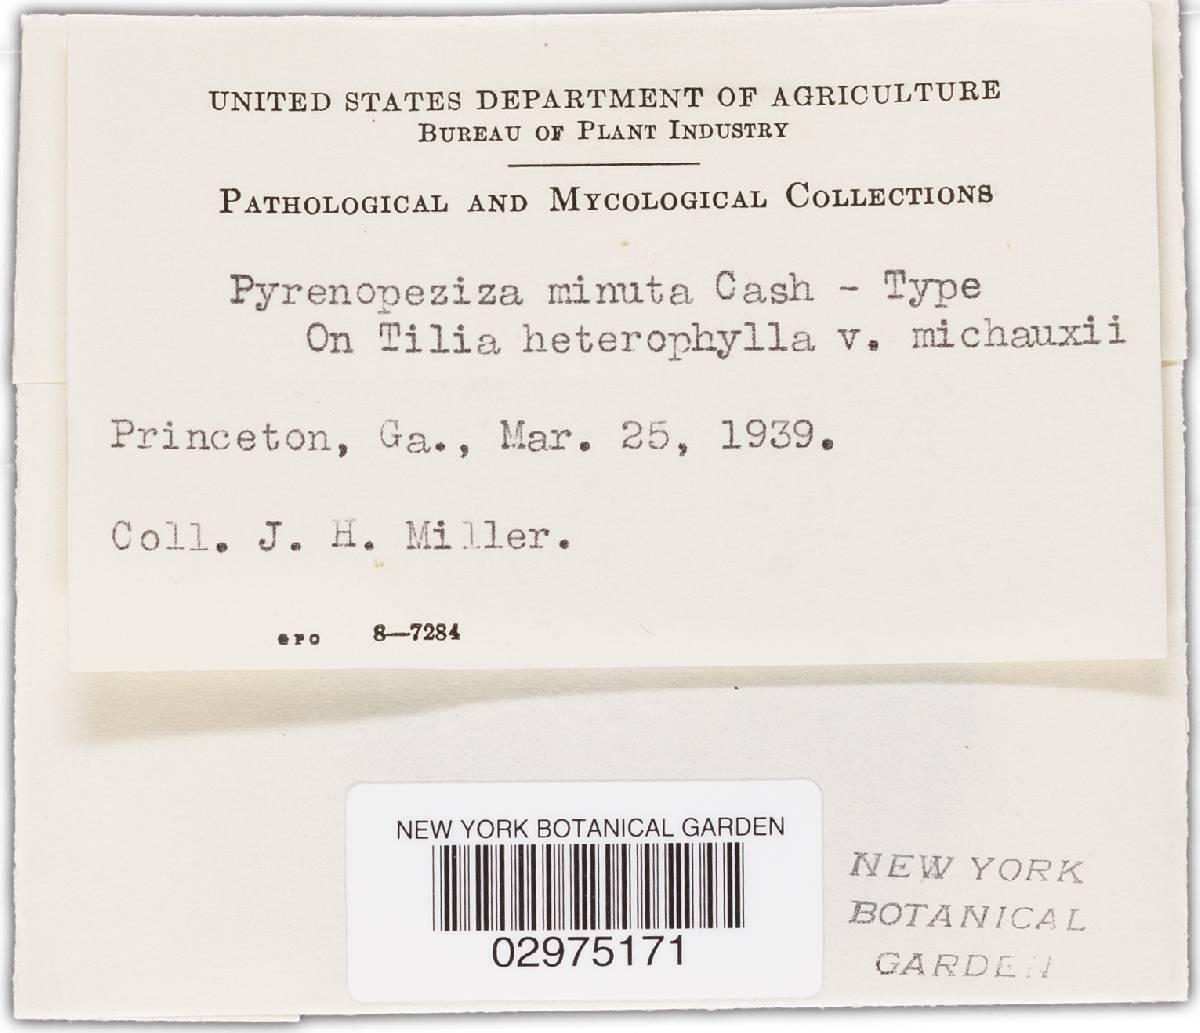 UNITED STATES DEPARTMENT OF AGRICULTURE
BUREAU OF PLANT INDUSTRY
PATHOLOGICAL AND MYCOLOGICAL COLLECTIONS
Pyrenopeziza minuta Cash - Type
On Tilia heterophylla v. michauxii
Princeton, Ga., Mar. 25, 1939.
Coll. J. H. Miller.
GPO 8—7284
NEW YORK BOTANICAL GARDEN
02975171
NEW YORK
BOTANICAL
GARDEN